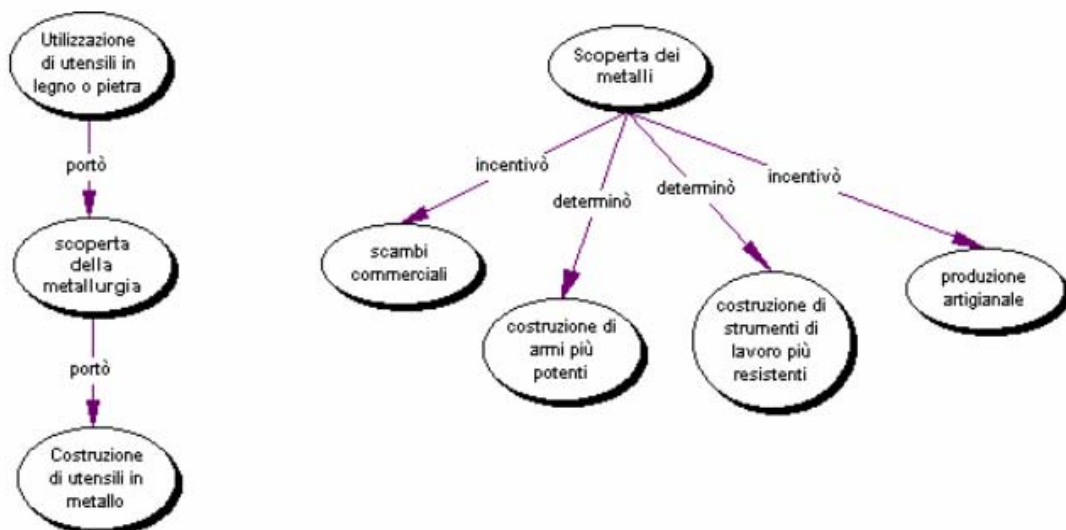 Utilizzazione
di utensili in
legno o pietra
portò
scoperta
della
metallurgia
portò
Costruzione
di utensili in
metallo
Scoperta dei
metalli
incentivò
determinò
determinò
incentivò
scambi
commerciali
costruzione di
armi più
potenti
costruzione di
strumenti di
lavoro più
resistenti
produzione
artigianale